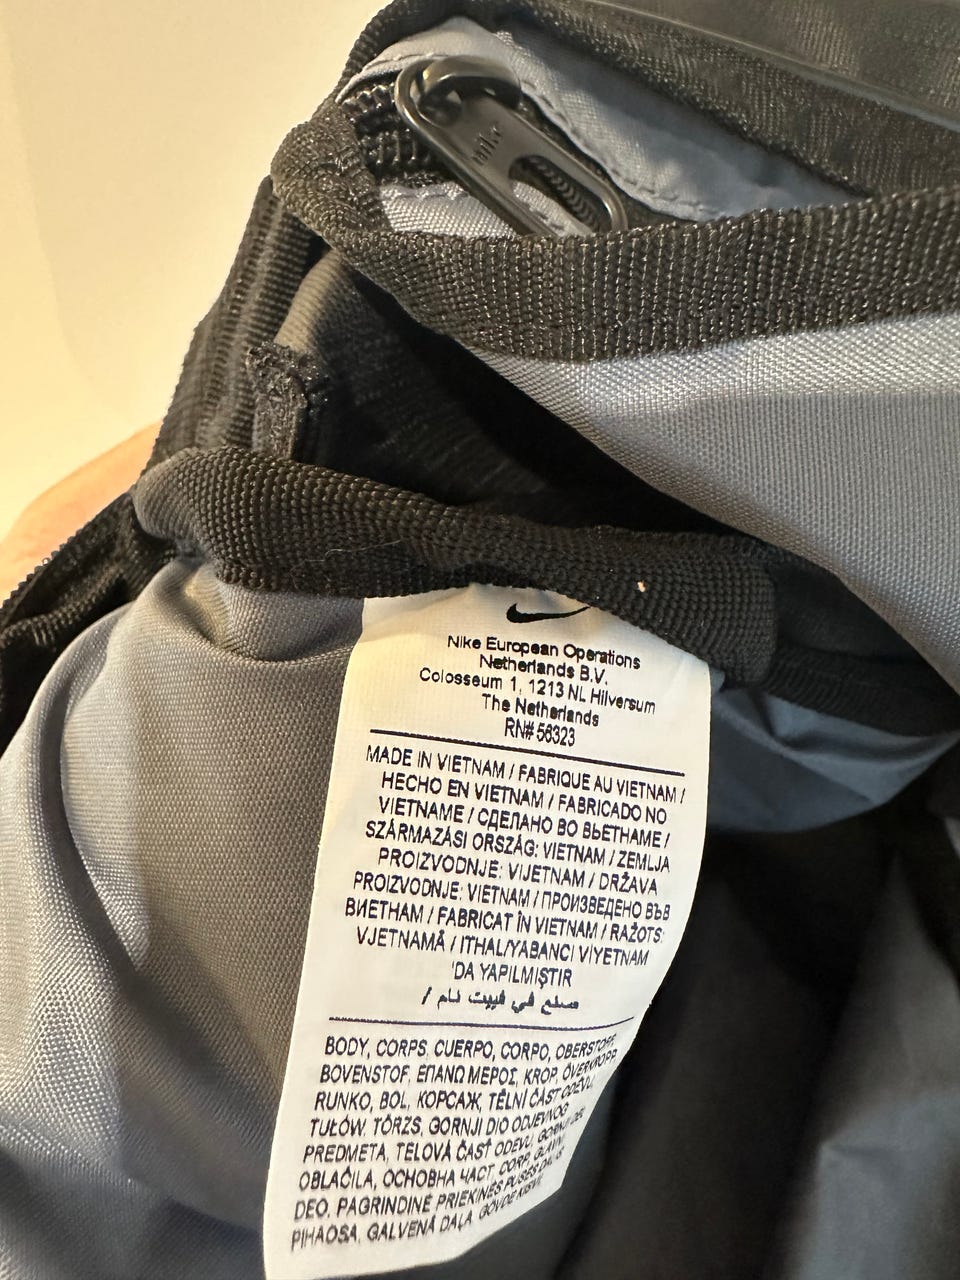 Nike European Operations
Netherlands B.V.
Colosseum 1, 1213 NL Hilversum
The Netherlands
RN# 56323
MADE IN VIETNAM / FABRIQUE AU VIETNAM /
HECHO EN VIETNAM / FABRICADO NO
VIETNAME / СДЕЛАНО ВО ВЬЕТНАМЕ /
SZÁRMAZÁSI ORSZÁG: VIETNAM / ZEMLJA
PROIZVODNJE: VIJETNAM / DRŽAVA
PROIZVODNJE: VIETNAM / ПРОИЗВЕДЕНО ВЪВ
ВИЕТНАМ / FABRICAT ÎN VIETNAM / RAŽOTS:
VJETNAMĀ / ITHAL/YABANCI VIYETNAM
'DA YAPILMIŞTIR
صنع في فييت نام /
BODY, CORPS, CUERPO, CORPO, OBERSTOFF,
BOVENSTOF, ΕΠΑΝΩ ΜΕΡΟΣ, KROP, ÖVERKROPP,
RUNKO, BOL, КОРСАЖ, TĚLNÍ ČÁST ODĚVU,
TUŁÓW, TÖRZS, GORNJI DIO ODJEVNOG
PREDMETA, TELOVÁ ČASŤ ODEVU, GORNJI DEL
OBLAČILA, ОСНОВНА ЧАСТ, CORP, GLAVNI
DEO, PAGRINDINĖ PRIEKINĖS PUSĖS DALIS
PIHAOSA, GALVENĀ DAĻA, GÖVDE KISMI,